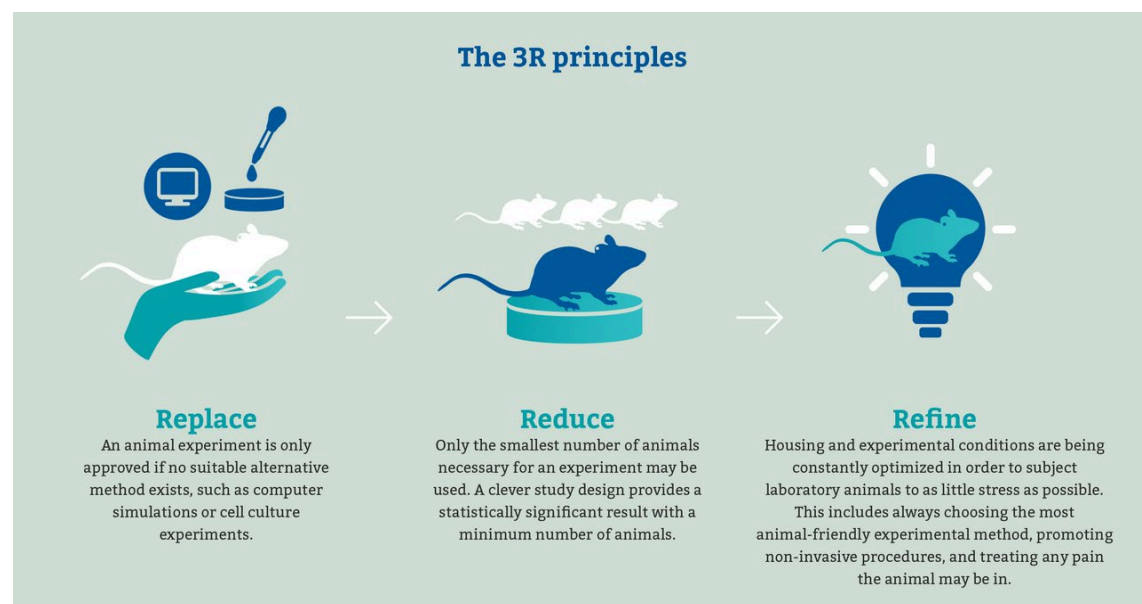 The 3R principles
Replace
An animal experiment is only
approved if no suitable alternative
method exists, such as computer
simulations or cell culture
experiments.
Reduce
Only the smallest number of animals
necessary for an experiment may be
used. A clever study design provides a
statistically significant result with a
minimum number of animals.
Refine
Housing and experimental conditions are being
constantly optimized in order to subject
laboratory animals to as little stress as possible.
This includes always choosing the most
animal-friendly experimental method, promoting
non-invasive procedures, and treating any pain
the animal may be in.